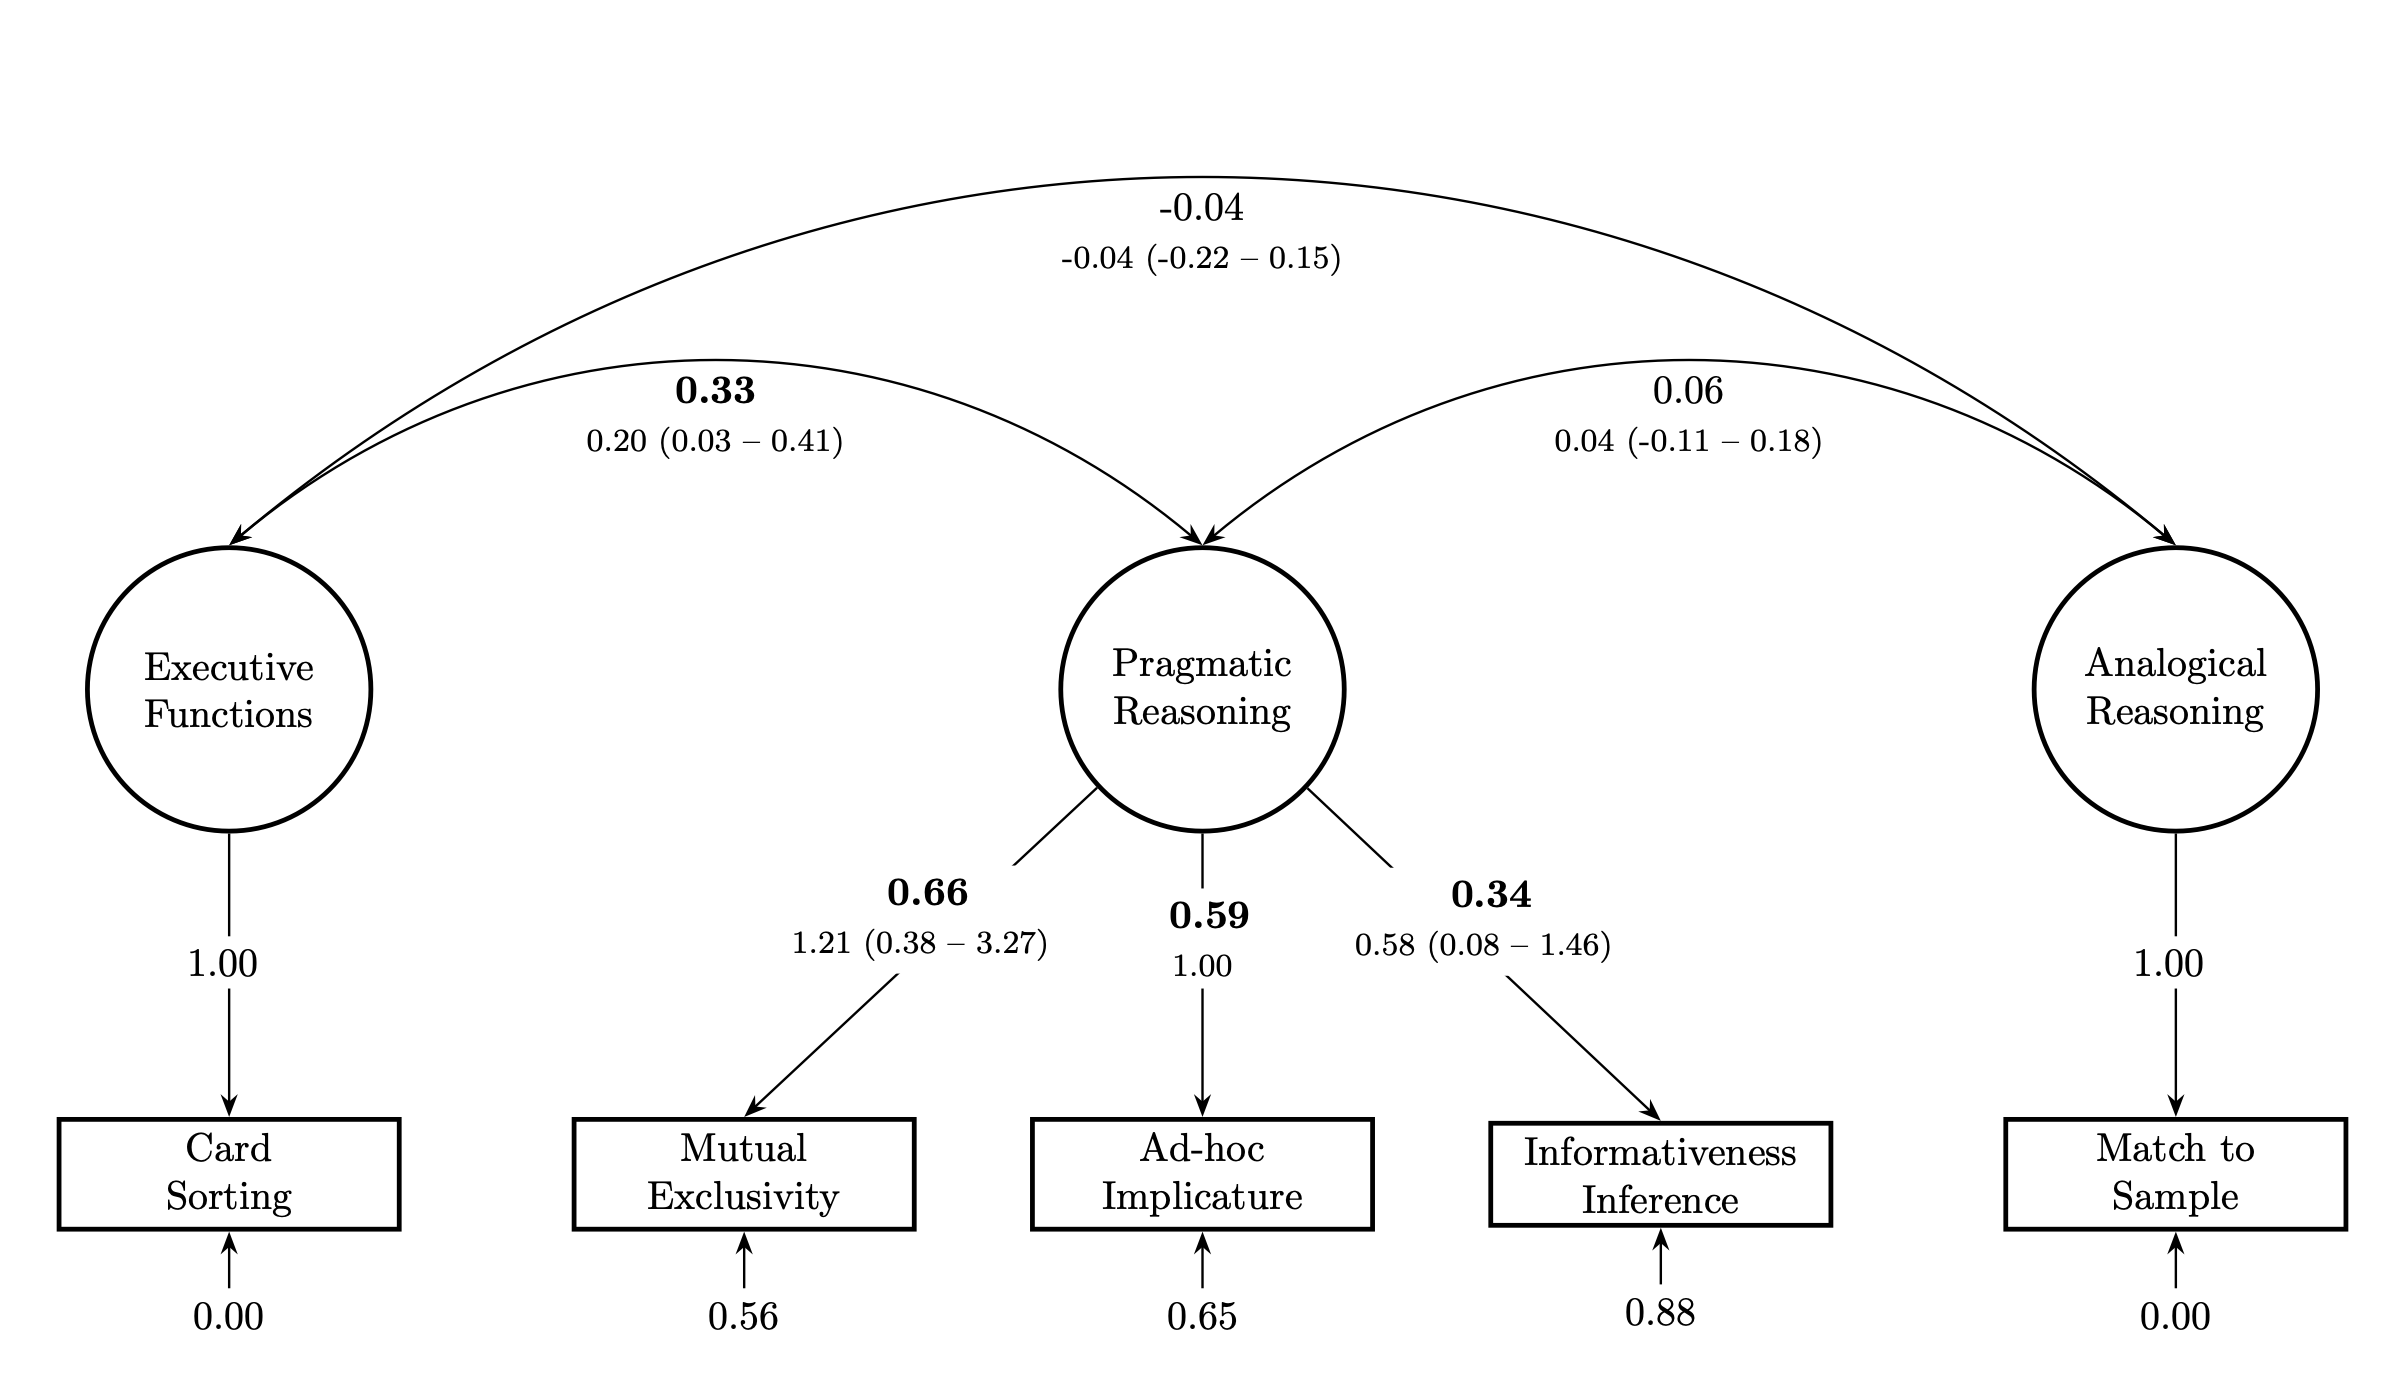 -0.04
-0.04 (-0.22 – 0.15)
0.33
0.20 (0.03 – 0.41)
0.06
0.04 (-0.11 – 0.18)
Executive
Functions
Pragmatic
Reasoning
Analogical
Reasoning
1.00
0.66
1.21 (0.38 – 3.27)
0.59
1.00
0.34
0.58 (0.08 – 1.46)
1.00
Card
Sorting
Mutual
Exclusivity
Ad-hoc
Implicature
Informativeness
Inference
Match to
Sample
0.00
0.56
0.65
0.88
0.00